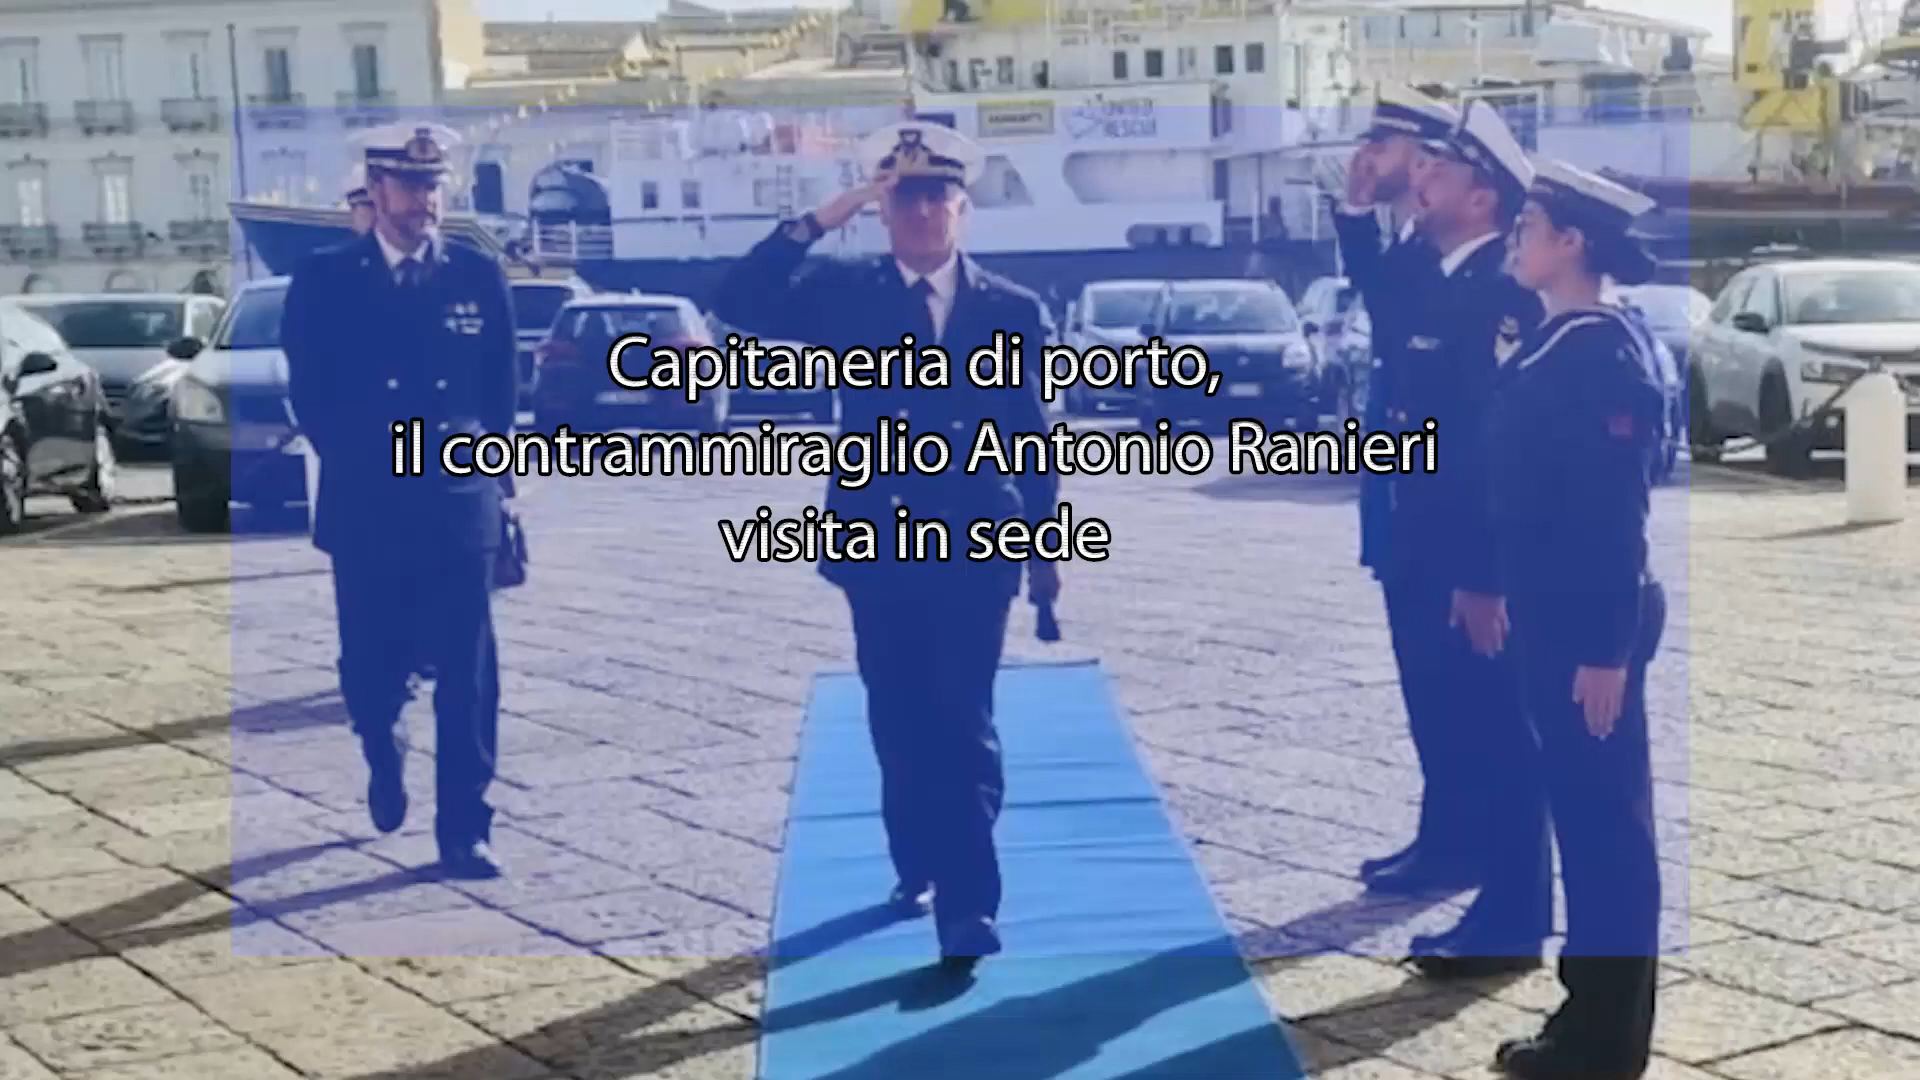 Capitaneria di porto,
il contrammiraglio Antonio Ranieri
visita in sede